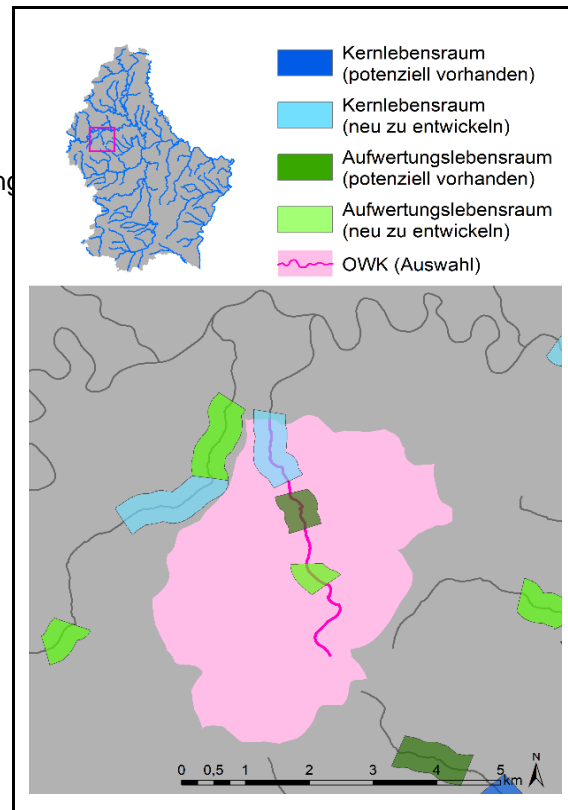 Kernlebensraum
(potenziell vorhanden)
Kernlebensraum
(neu zu entwickeln)
Aufwertungslebensraum
(potenziell vorhanden)
Aufwertungslebensraum
(neu zu entwickeln)
OWK (Auswahl)
ng
N
0 0,5 1 2 3 4 5
km